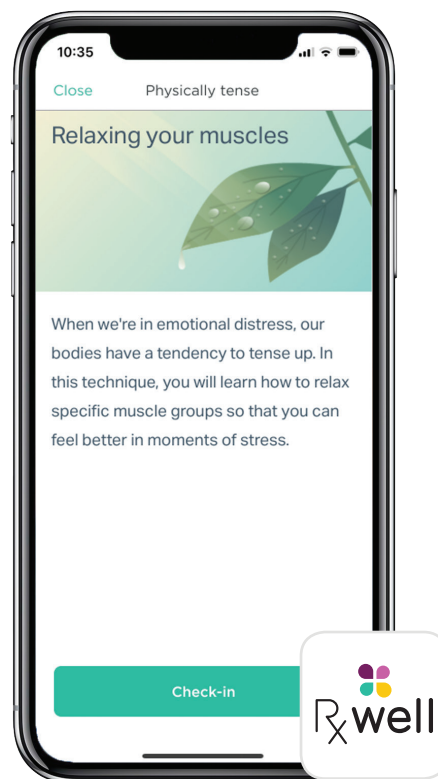 10:35
Close Physically tense
Relaxing your muscles
When we're in emotional distress, our
bodies have a tendency to tense up. In
this technique, you will learn how to relax
specific muscle groups so that you can
feel better in moments of stress.
Check-in
Rxwell